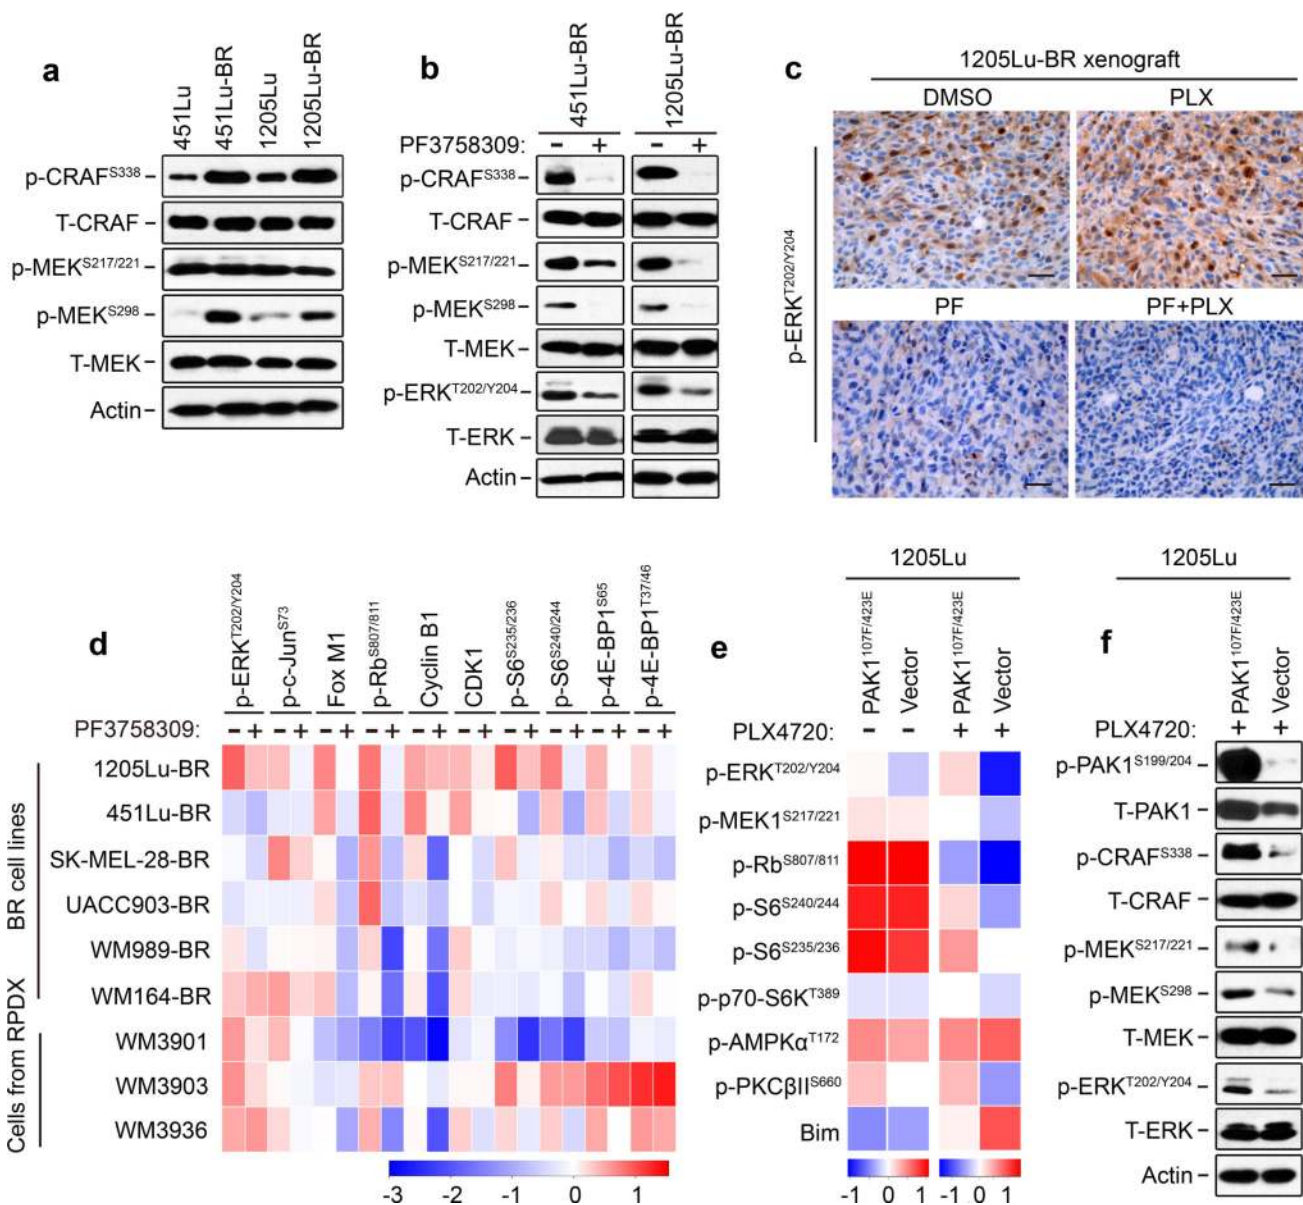 a
451Lu
451Lu-BR
1205Lu
1205Lu-BR
p-CRAF^S338
T-CRAF
p-MEK^S217/221
p-MEK^S298
T-MEK
Actin
b
451Lu-BR
1205Lu-BR
PF3758309: - + - +
p-CRAF^S338
T-CRAF
p-MEK^S217/221
p-MEK^S298
T-MEK
p-ERK^T202/Y204
T-ERK
Actin
c
1205Lu-BR xenograft
DMSO PLX
PF PF+PLX
p-ERK^T202/Y204
d
p-ERK^T202/Y204
p-c-Jun^S73
Fox M1
p-Rb^S807/811
Cyclin B1
CDK1
p-S6^S235/236
p-S6^S240/244
p-4E-BP1^S65
p-4E-BP1^T37/46
PF3758309: - + - + - + - + - + - + - + - + - + - +
BR cell lines
1205Lu-BR
451Lu-BR
SK-MEL-28-BR
UACC903-BR
WM989-BR
WM164-BR
Cells from RPDX
WM3901
WM3903
WM3936
-3 -2 -1 0 1
e
1205Lu
PAK1^107F/423E
Vector
PAK1^107F/423E
Vector
PLX4720: - - + +
p-ERK^T202/Y204
p-MEK1^S217/221
p-Rb^S807/811
p-S6^S240/244
p-S6^S235/236
p-p70-S6K^T389
p-AMPKα^T172
p-PKCβII^S660
Bim
-1 0 1 -1 0 1
f
1205Lu
PAK1^107F/423E
Vector
PLX4720: + +
p-PAK1^S199/204
T-PAK1
p-CRAF^S338
T-CRAF
p-MEK^S217/221
p-MEK^S298
T-MEK
p-ERK^T202/Y204
T-ERK
Actin